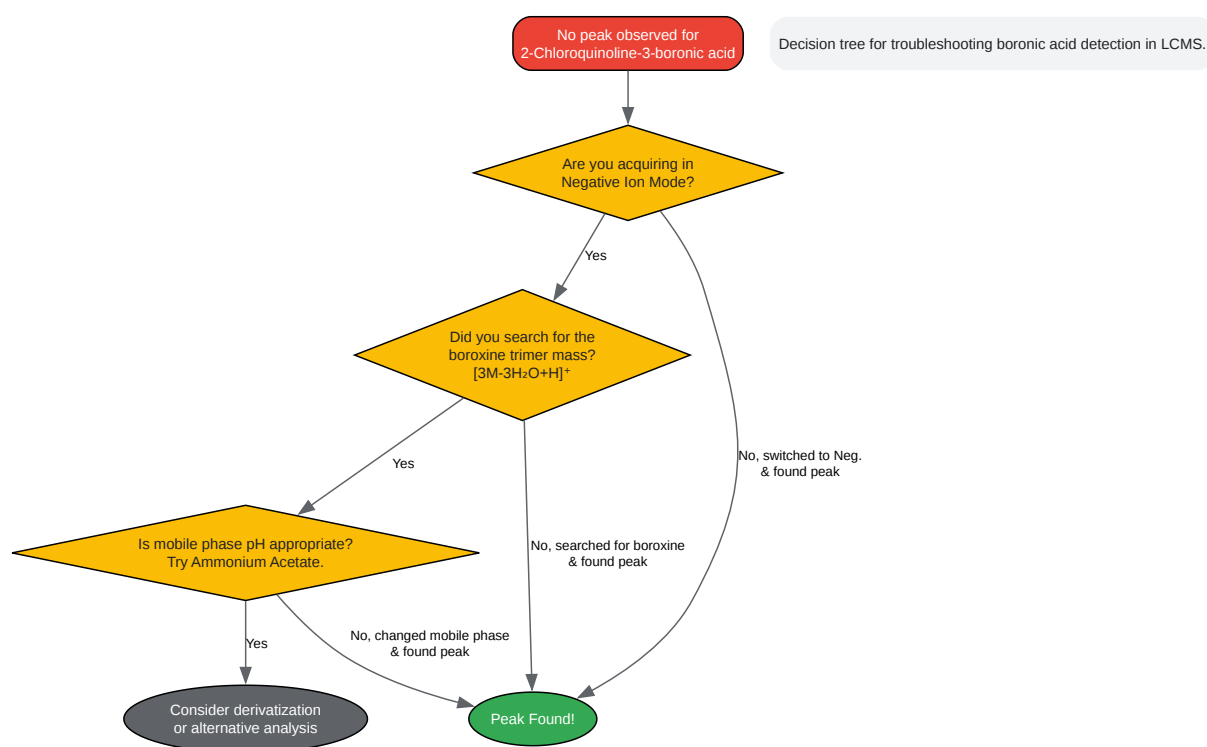 No peak observed for
2-Chloroquinoline-3-boronic acid
Decision tree for troubleshooting boronic acid detection in LCMS.
Are you acquiring in
Negative Ion Mode?
Yes
Did you search for the
boroxine trimer mass?
[3M-3H₂O+H]⁺
Yes
No, switched to Neg.
& found peak
Is mobile phase pH appropriate?
Try Ammonium Acetate.
No, searched for boroxine
& found peak
Yes
No, changed mobile phase
& found peak
Consider derivatization
or alternative analysis
Peak Found!